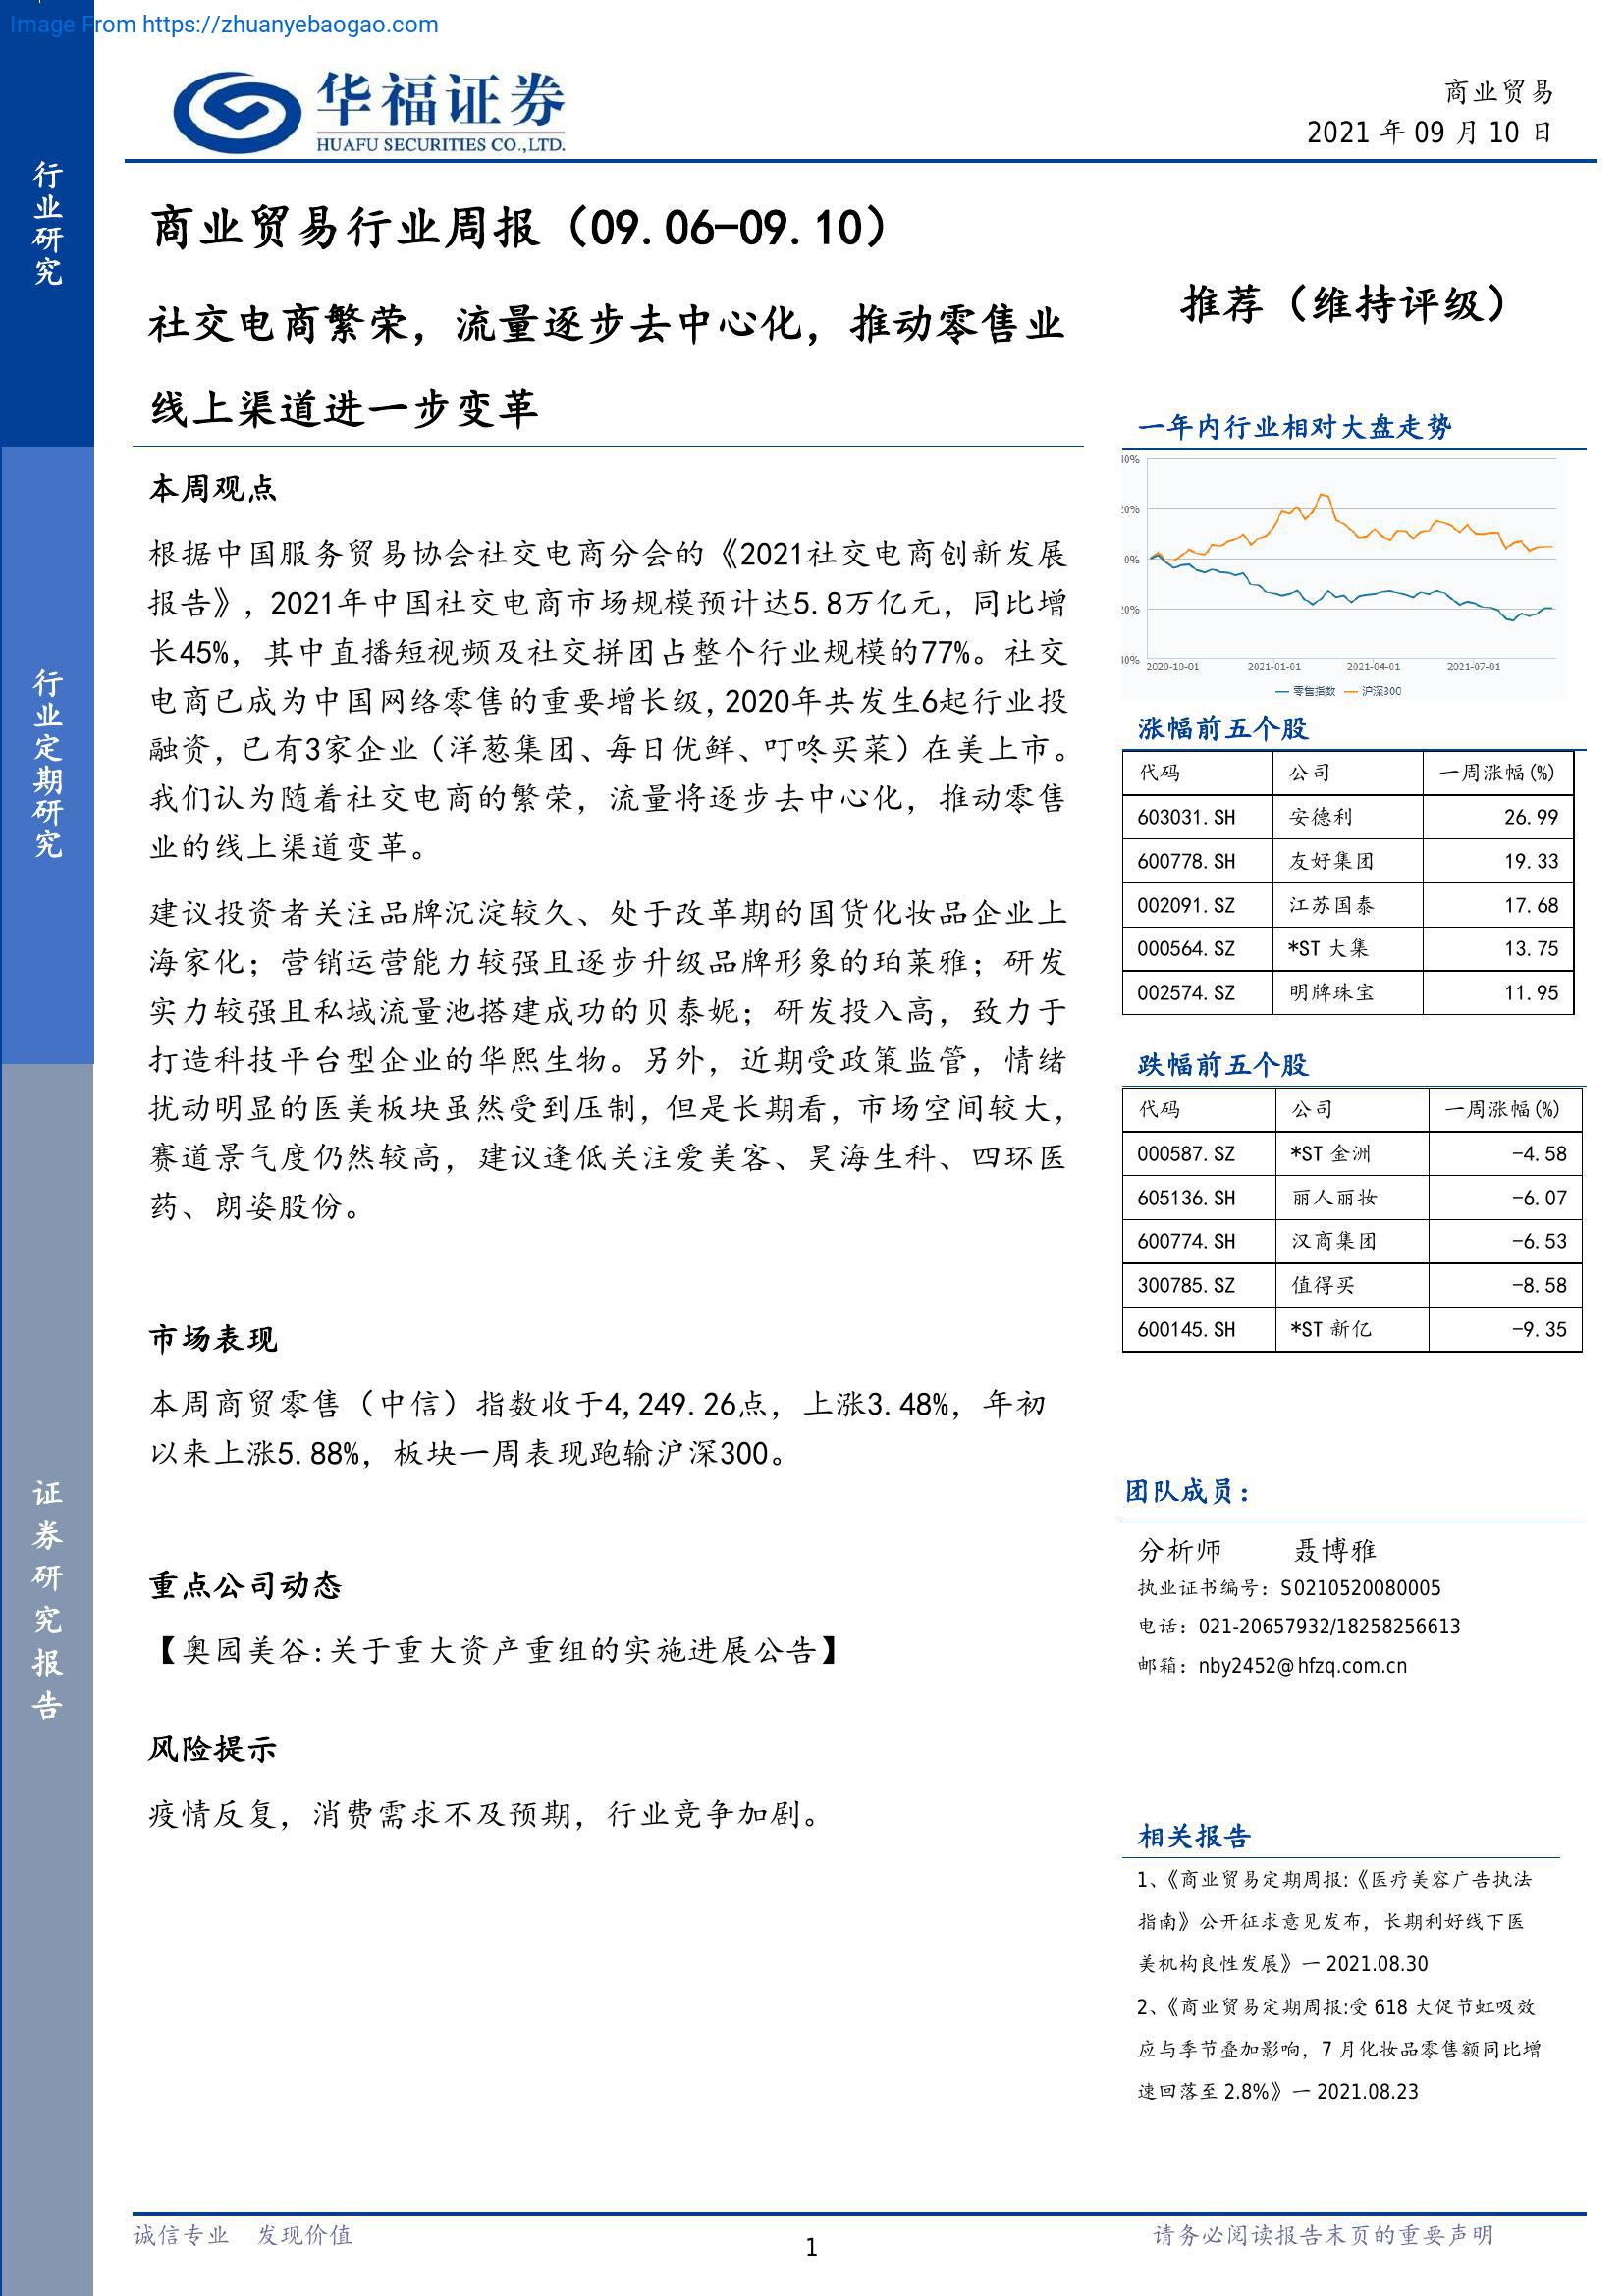 Image From https://zhuanyebaogao.com
华福证券
HUAFU SECURITIES CO.,LTD.
商业贸易
2021 年 09 月 10 日
行业研究
行业定期研究
证券研究报告
商业贸易行业周报（09.06-09.10）
社交电商繁荣，流量逐步去中心化，推动零售业
线上渠道进一步变革
本周观点
根据中国服务贸易协会社交电商分会的《2021社交电商创新发展
报告》，2021年中国社交电商市场规模预计达5.8万亿元，同比增
长45%，其中直播短视频及社交拼团占整个行业规模的77%。社交
电商已成为中国网络零售的重要增长级，2020年共发生6起行业投
融资，已有3家企业（洋葱集团、每日优鲜、叮咚买菜）在美上市。
我们认为随着社交电商的繁荣，流量将逐步去中心化，推动零售
业的线上渠道变革。
建议投资者关注品牌沉淀较久、处于改革期的国货化妆品企业上
海家化；营销运营能力较强且逐步升级品牌形象的珀莱雅；研发
实力较强且私域流量池搭建成功的贝泰妮；研发投入高，致力于
打造科技平台型企业的华熙生物。另外，近期受政策监管，情绪
扰动明显的医美板块虽然受到压制，但是长期看，市场空间较大，
赛道景气度仍然较高，建议逢低关注爱美客、昊海生科、四环医
药、朗姿股份。
市场表现
本周商贸零售（中信）指数收于4,249.26点，上涨3.48%，年初
以来上涨5.88%，板块一周表现跑输沪深300。
重点公司动态
【奥园美谷:关于重大资产重组的实施进展公告】
风险提示
疫情反复，消费需求不及预期，行业竞争加剧。
推荐（维持评级）
一年内行业相对大盘走势
0%
2020-10-01 2021-01-01 2021-04-01 2021-07-01
零售指数 沪深300
涨幅前五个股
代码 公司 一周涨幅(%)
603031.SH 安德利 26.99
600778.SH 友好集团 19.33
002091.SZ 江苏国泰 17.68
000564.SZ *ST 大集 13.75
002574.SZ 明牌珠宝 11.95
跌幅前五个股
代码 公司 一周涨幅(%)
000587.SZ *ST 金洲 -4.58
605136.SH 丽人丽妆 -6.07
600774.SH 汉商集团 -6.53
300785.SZ 值得买 -8.58
600145.SH *ST 新亿 -9.35
团队成员：
分析师 聂博雅
执业证书编号：S0210520080005
电话：021-20657932/18258256613
邮箱：nby2452@hfzq.com.cn
相关报告
1、《商业贸易定期周报:《医疗美容广告执法
指南》公开征求意见发布，长期利好线下医
美机构良性发展》一 2021.08.30
2、《商业贸易定期周报:受 618 大促节虹吸效
应与季节叠加影响，7 月化妆品零售额同比增
速回落至 2.8%》一 2021.08.23
诚信专业 发现价值
1
请务必阅读报告末页的重要声明